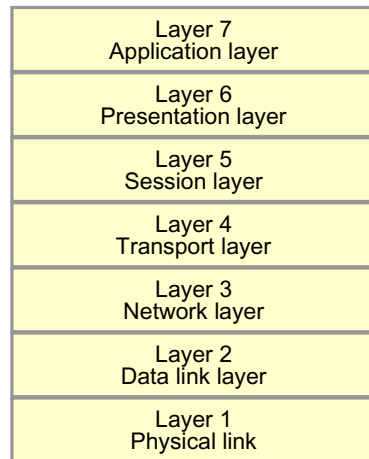 Layer 7
Application layer
Layer 6
Presentation layer
Layer 5
Session layer
Layer 4
Transport layer
Layer 3
Network layer
Layer 2
Data link layer
Layer 1
Physical link